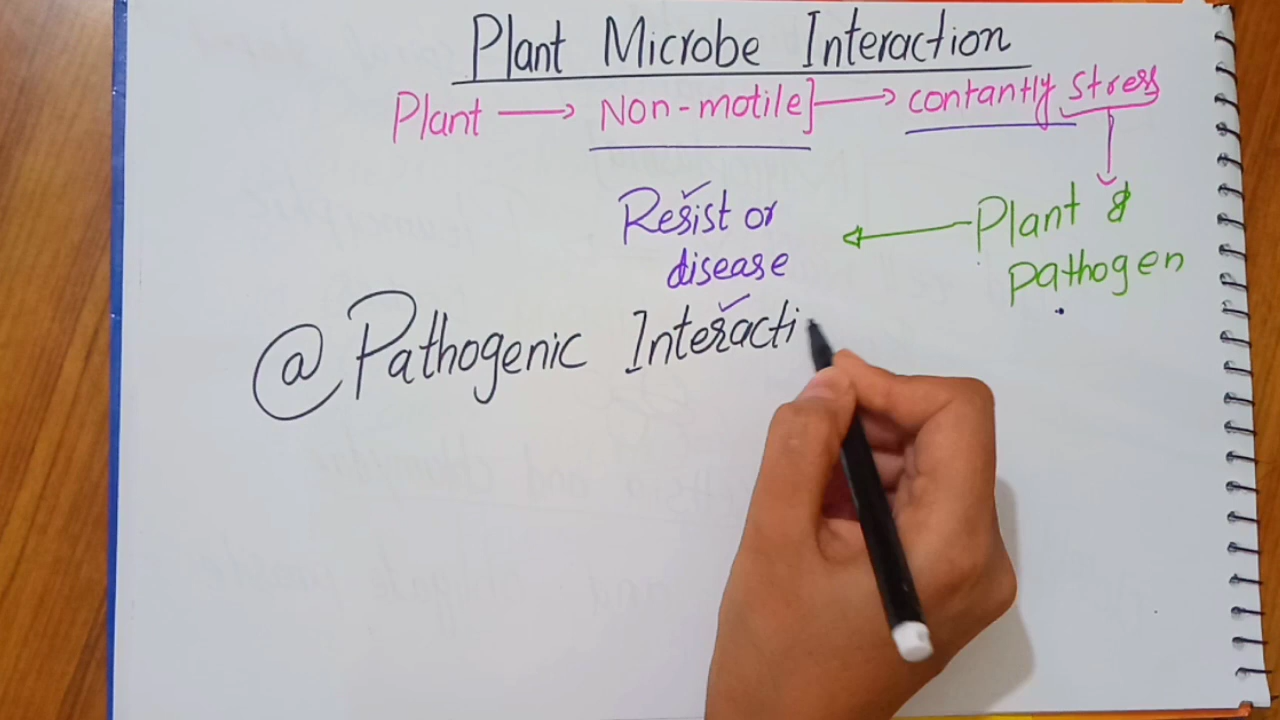 Plant Microbe Interaction
Plant → Non-motile] → contantly stress
Resist or
disease
Plant &
pathogen
@ Pathogenic Interacti